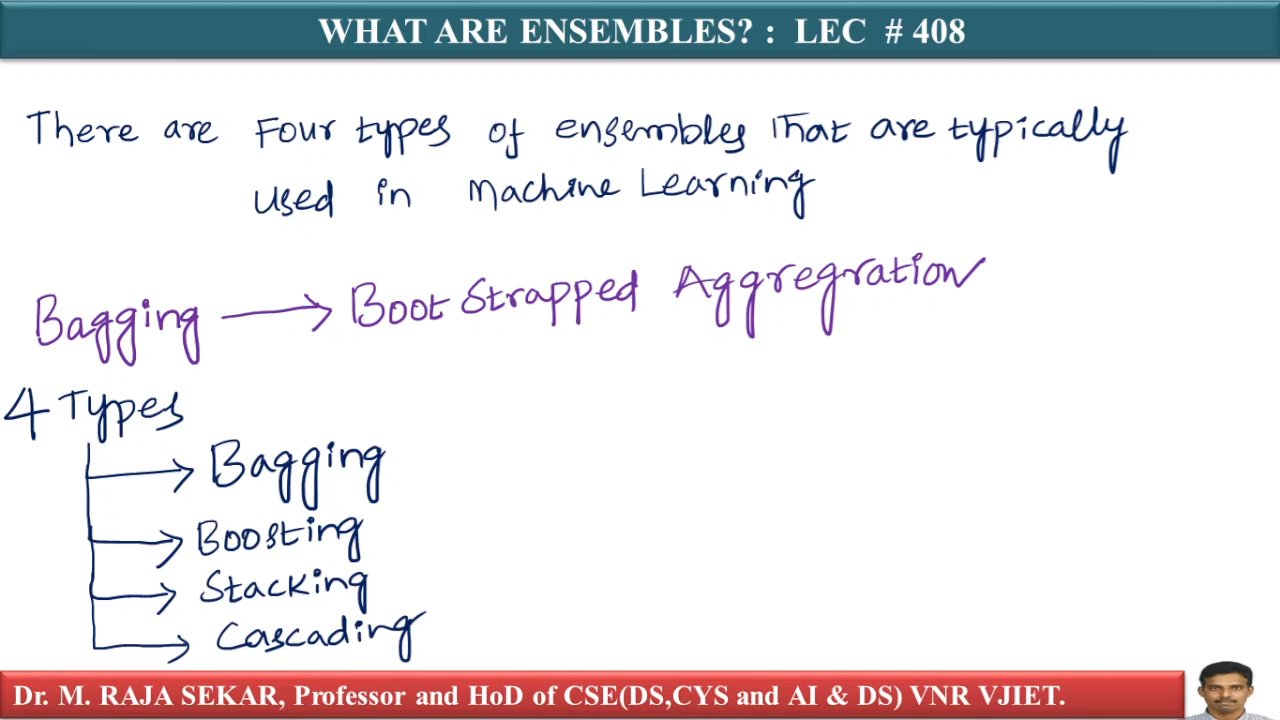 WHAT ARE ENSEMBLES? : LEC # 408
There are Four types of ensembles that are typically
used in Machine Learning
Bagging → BootStrapped Aggregration
4 Types
→ Bagging
→ Boosting
→ Stacking
→ Cascading
Dr. M. RAJA SEKAR, Professor and HoD of CSE(DS,CYS and AI & DS) VNR VJIET.